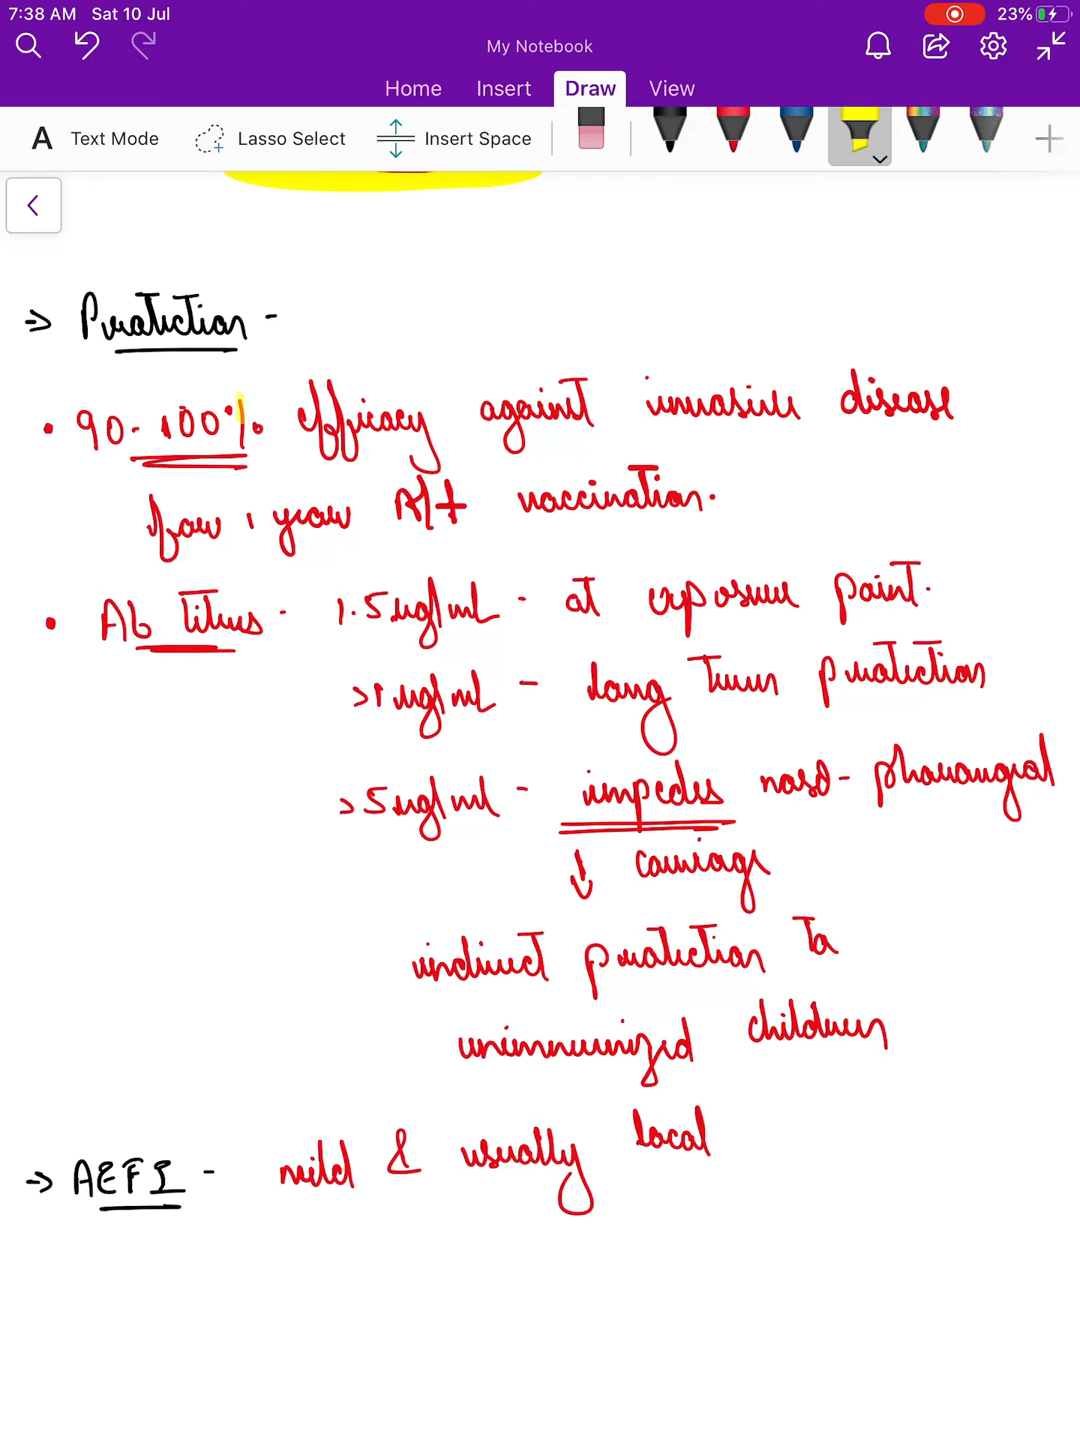 7:38 AM Sat 10 Jul 23%
My Notebook
Home Insert Draw View
A Text Mode Lasso Select Insert Space
⇒ Protection -
• 90-100% efficacy against invasive disease
for 1 year A/f vaccination.
• Ab titres - 1.5 ug/ml - at exposure point.
>1 ug/ml - long term protection
>5 ug/ml - impedes naso-pharangeal
↓ carriage
indirect protection to
unimmunized children
→ AEFI - mild & usually local